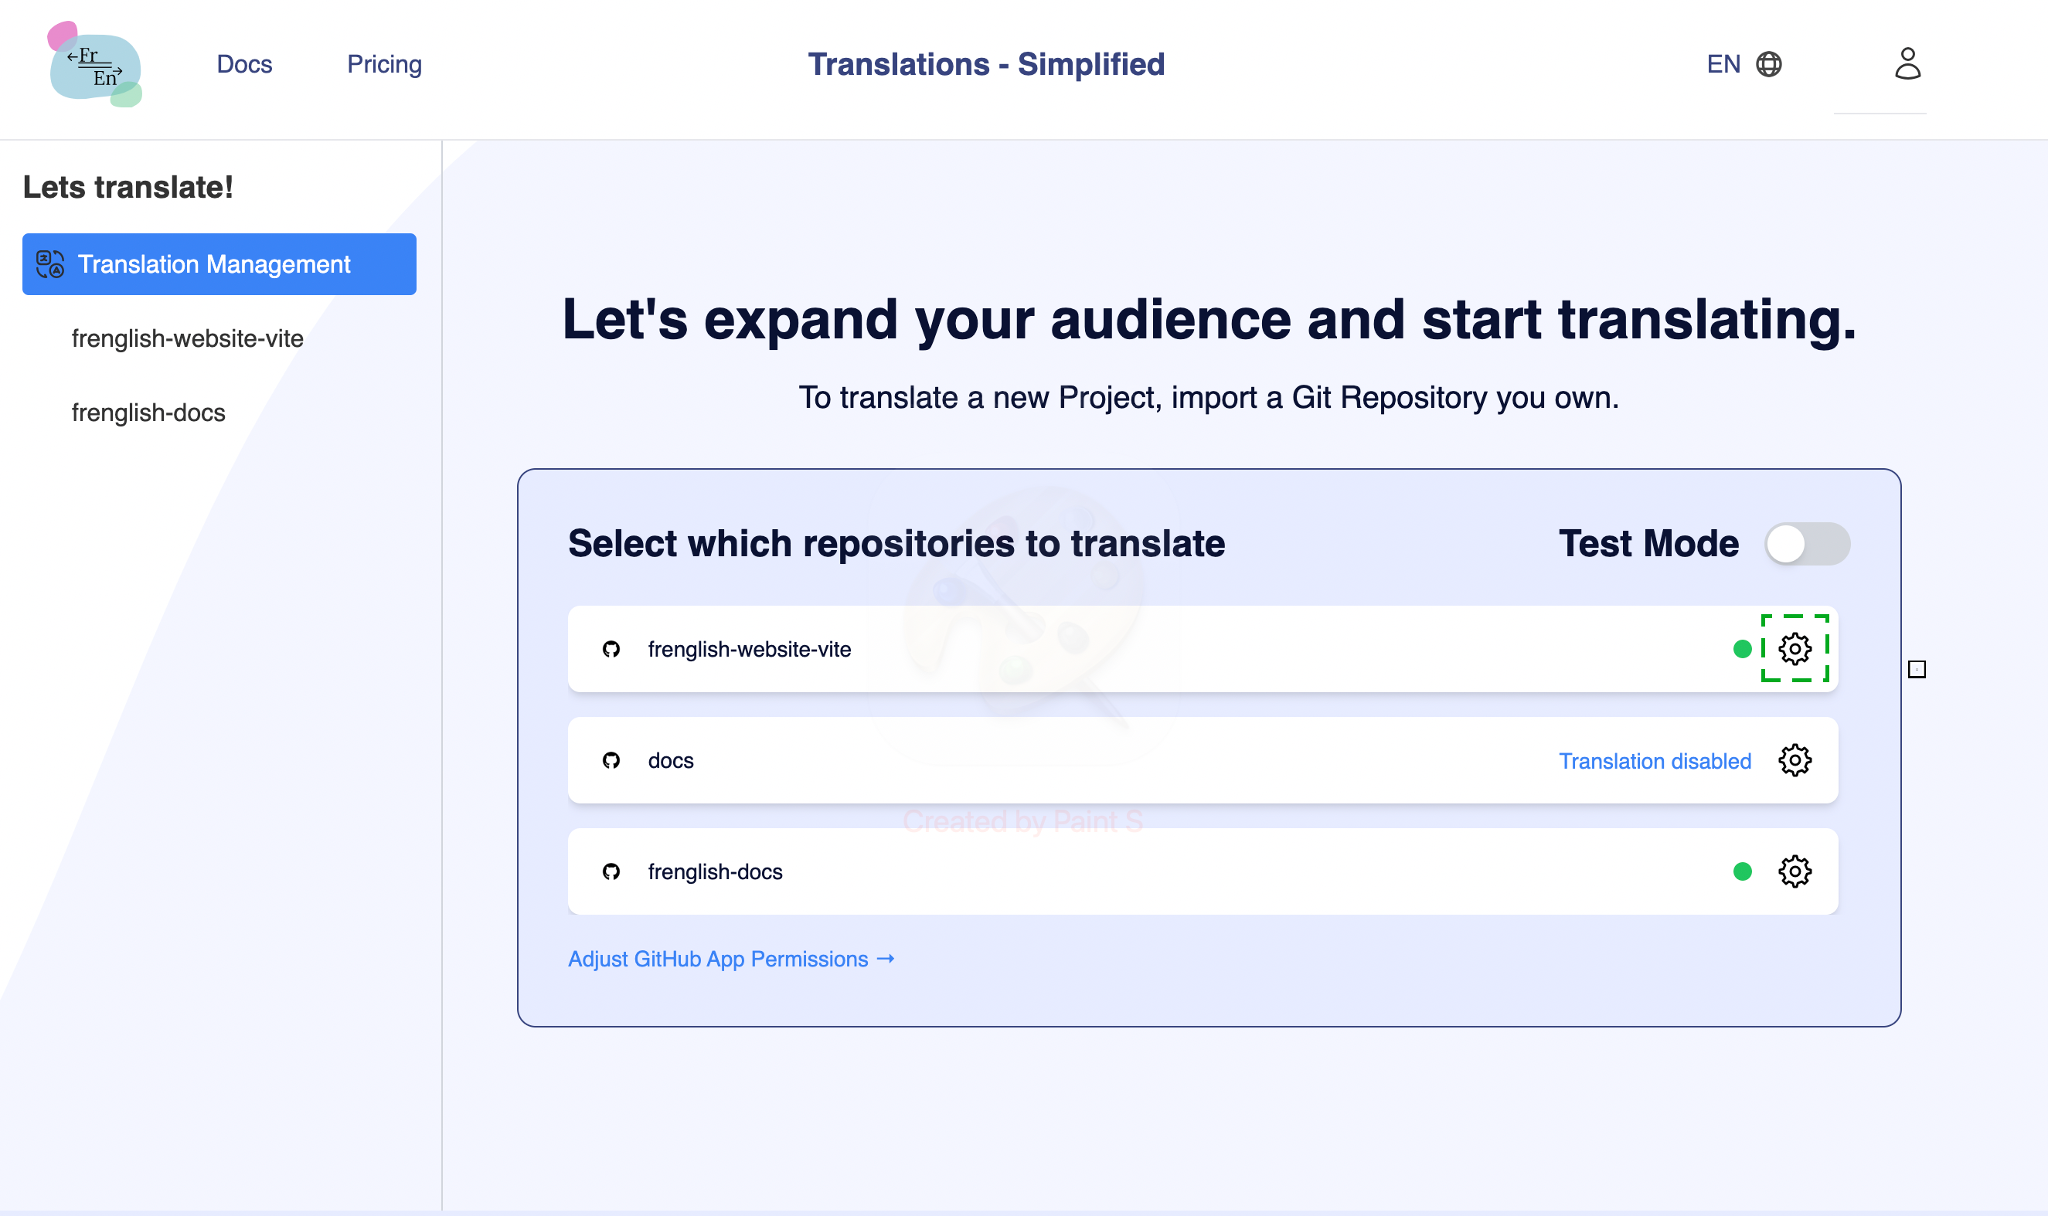 Fr
En
Docs
Pricing
Translations - Simplified
EN
Lets translate!
Translation Management
frenglish-website-vite
frenglish-docs
Let's expand your audience and start translating.
To translate a new Project, import a Git Repository you own.
Select which repositories to translate
Test Mode
frenglish-website-vite
docs
Translation disabled
Created by Paint S
frenglish-docs
Adjust GitHub App Permissions →